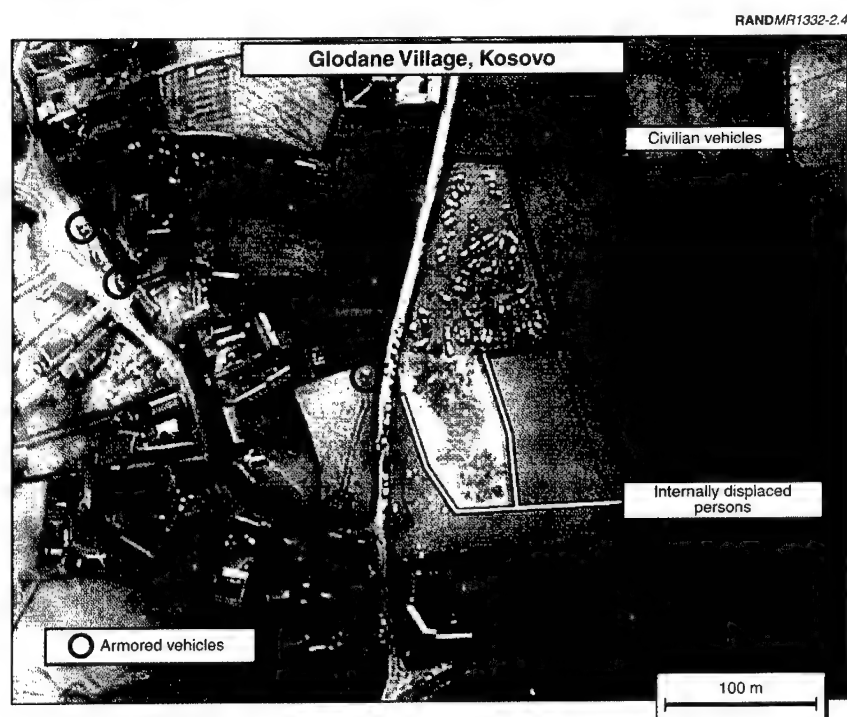 RANDMR1332-2.4
Glodane Village, Kosovo
Civilian vehicles
Internally displaced
persons
Armored vehicles
100 m